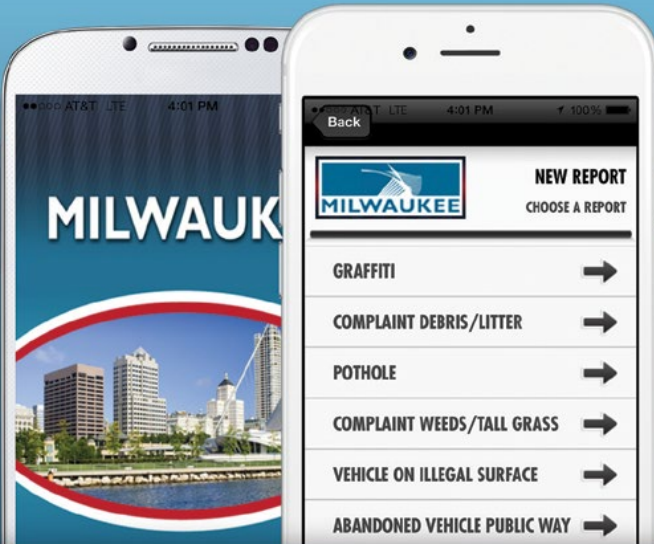 AT&T LTE 4:01 PM
MILWAUK
AT&T LTE 4:01 PM 100%
Back
MILWAUKEE
NEW REPORT
CHOOSE A REPORT
GRAFFITI
COMPLAINT DEBRIS/LITTER
POTHOLE
COMPLAINT WEEDS/TALL GRASS
VEHICLE ON ILLEGAL SURFACE
ABANDONED VEHICLE PUBLIC WAY